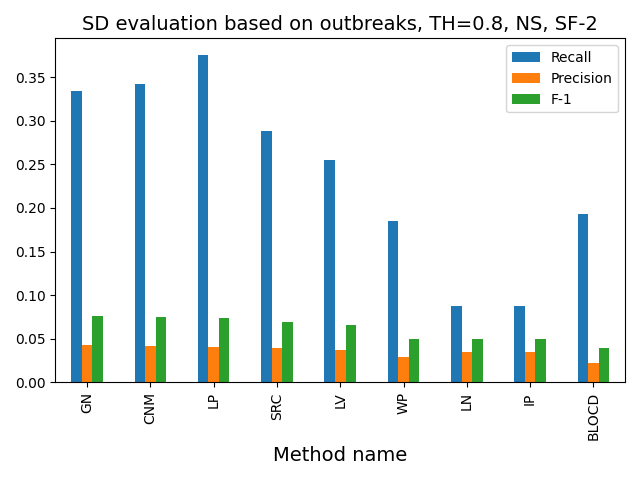 SD evaluation based on outbreaks, TH=0.8, NS, SF-2
Recall
Precision
F-1
0.35
0.30
0.25
0.20
0.15
0.10
0.05
0.00
GN
CNM
LP
SRC
LV
WP
LN
IP
BLOCD
Method name